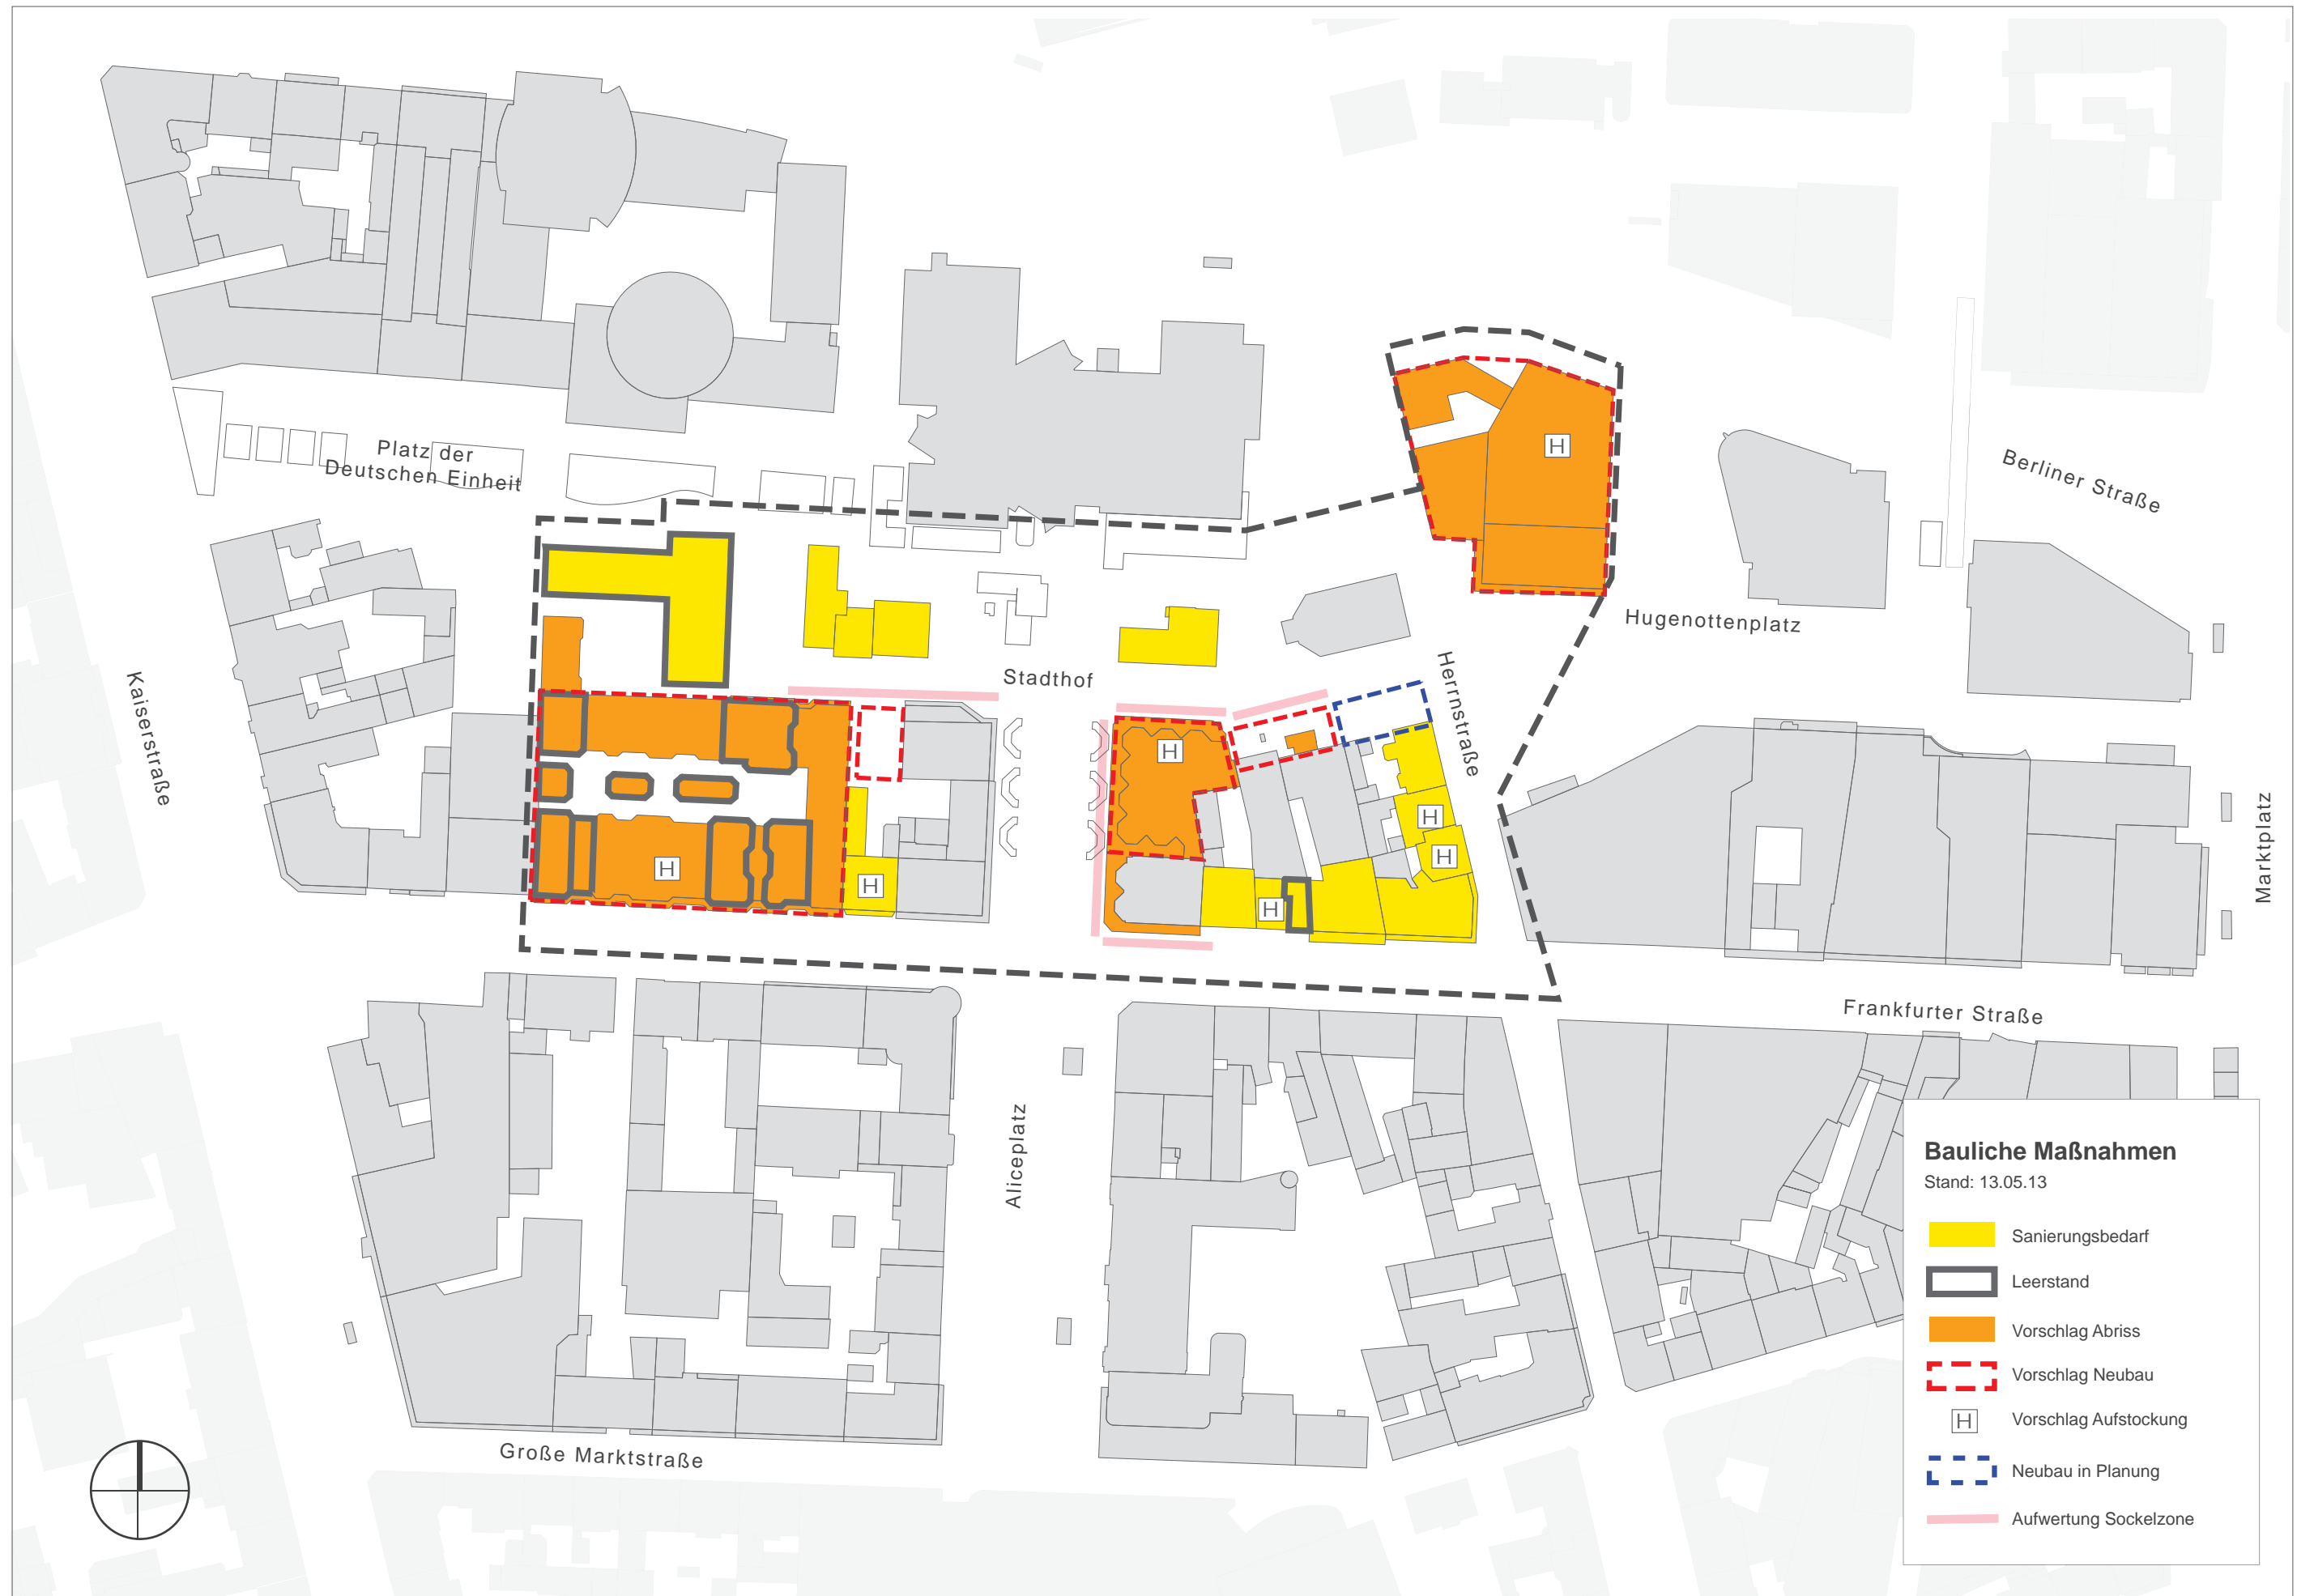 Platz der
Deutschen Einheit
Berliner Straße
H
Hugenottenplatz
Kaiserstraße
Stadthof
Herrnstraße
H
H
H
H
H
H
H
Marktplatz
Frankfurter Straße
Aliceplatz
Große Marktstraße
Bauliche Maßnahmen
Stand: 13.05.13
Sanierungsbedarf
Leerstand
Vorschlag Abriss
Vorschlag Neubau
H
Vorschlag Aufstockung
Neubau in Planung
Aufwertung Sockelzone